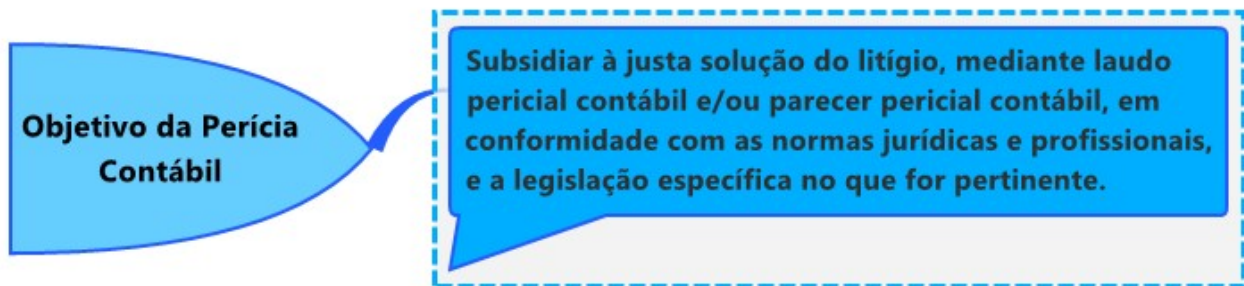 Objetivo da Perícia
Contábil
Subsidiar à justa solução do litígio, mediante laudo
pericial contábil e/ou parecer pericial contábil, em
conformidade com as normas jurídicas e profissionais,
e a legislação específica no que for pertinente.